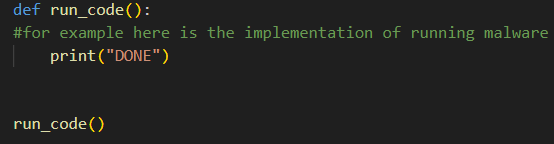 def run_code():
#for example here is the implementation of running malware
    print("DONE")
run_code()